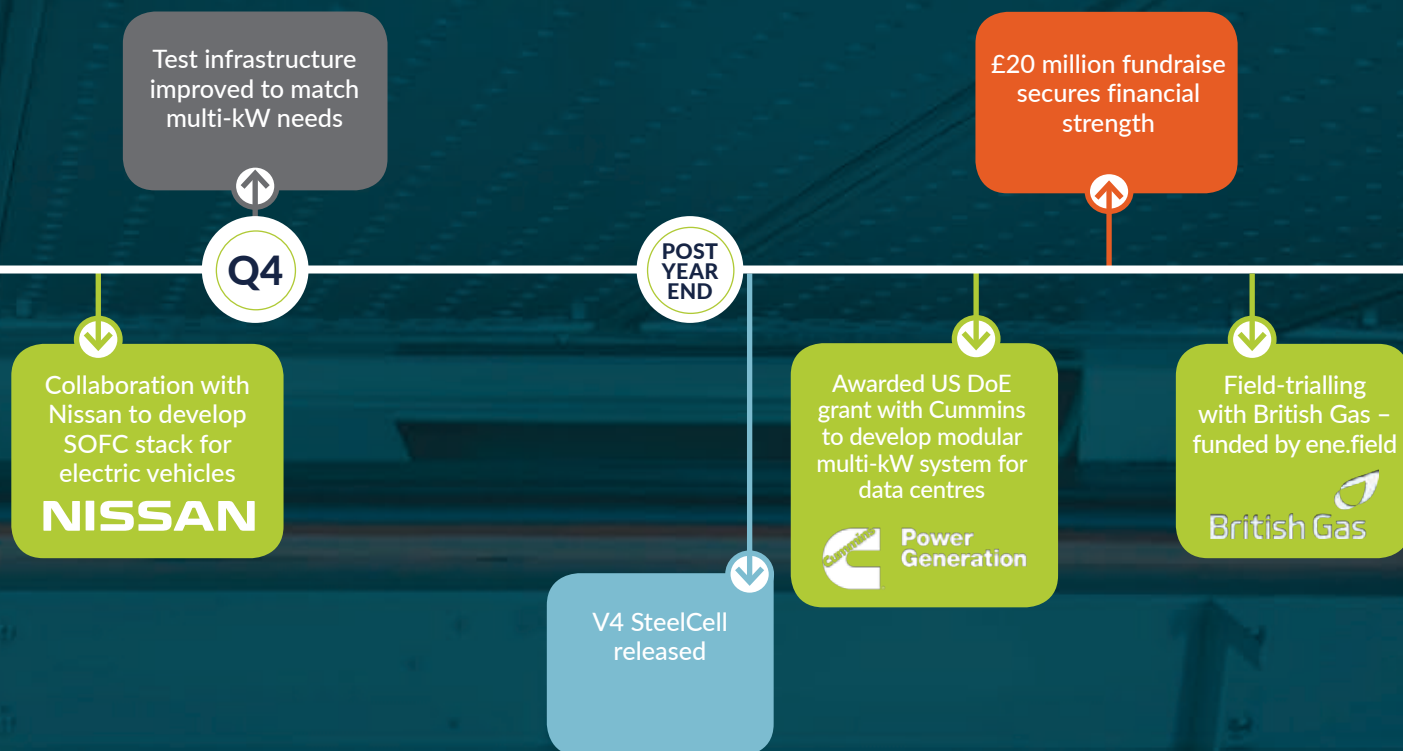 Test infrastructure
improved to match
multi-kW needs
£20 million fundraise
secures financial
strength
Q4
POST
YEAR
END
Collaboration with
Nissan to develop
SOFC stack for
electric vehicles
NISSAN
V4 SteelCell
released
Awarded US DoE
grant with Cummins
to develop modular
multi-kW system for
data centres
Cummins
Power
Generation
Field-trialling
with British Gas –
funded by ene.field
British Gas